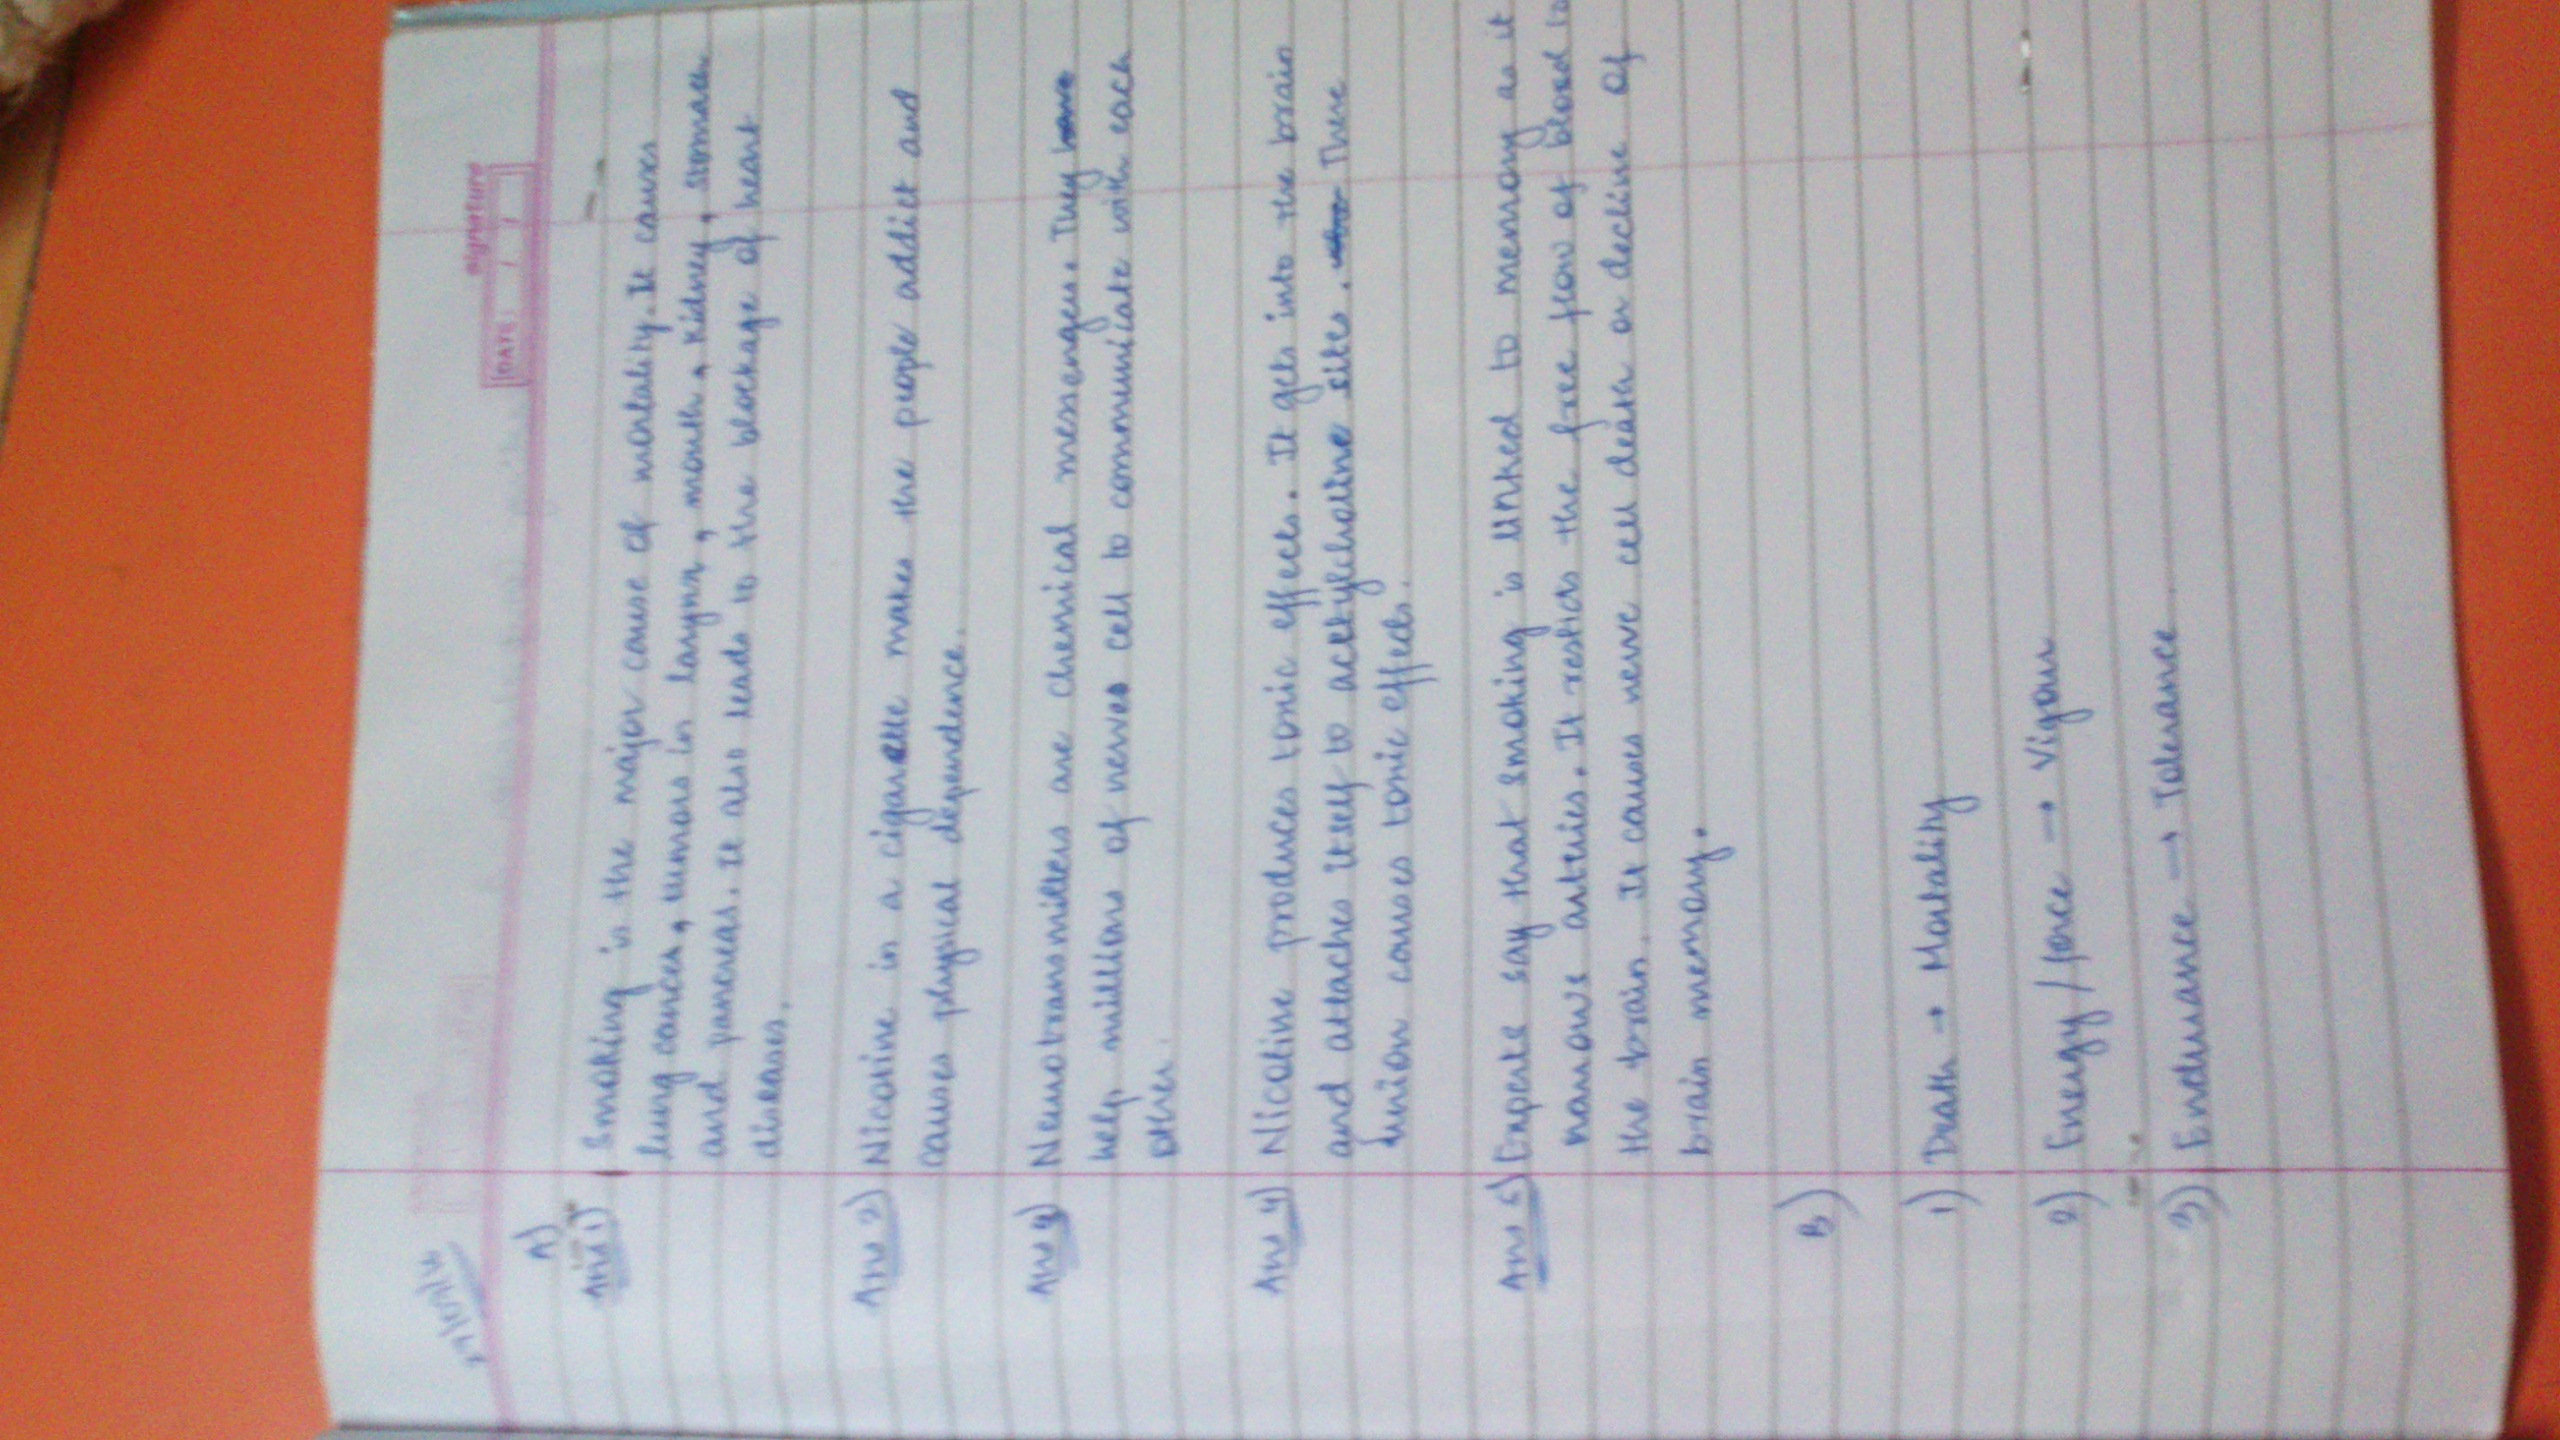 signature
DATE: / /
A)
Ans 1) Smoking is the major cause of mortality. It causes
lung cancer, tumors in larynx, mouth, kidney, stomach
and pancreas. It also leads to the blockage of heart
diseases.
Ans 2) Nicotine in a cigarette makes the people addict and
causes physical dependence.
Ans 3) Neurotransmitters are chemical messengers. They have
help millions of nerves cell to communicate with each
other.
Ans 4) Nicotine produces tonic effects. It gets into the brain
and attaches itself to acetylcholine sites. There
union causes tonic effects.
Ans 5) Experts say that smoking is linked to memory as it
narrows arteries. It restricts the free flow of blood to
the brain. It causes nerve cell death or decline of
brain memory.
B)
1) Death → Mortality
2) Energy / force → Vigour
3) Endurance → Tolerance